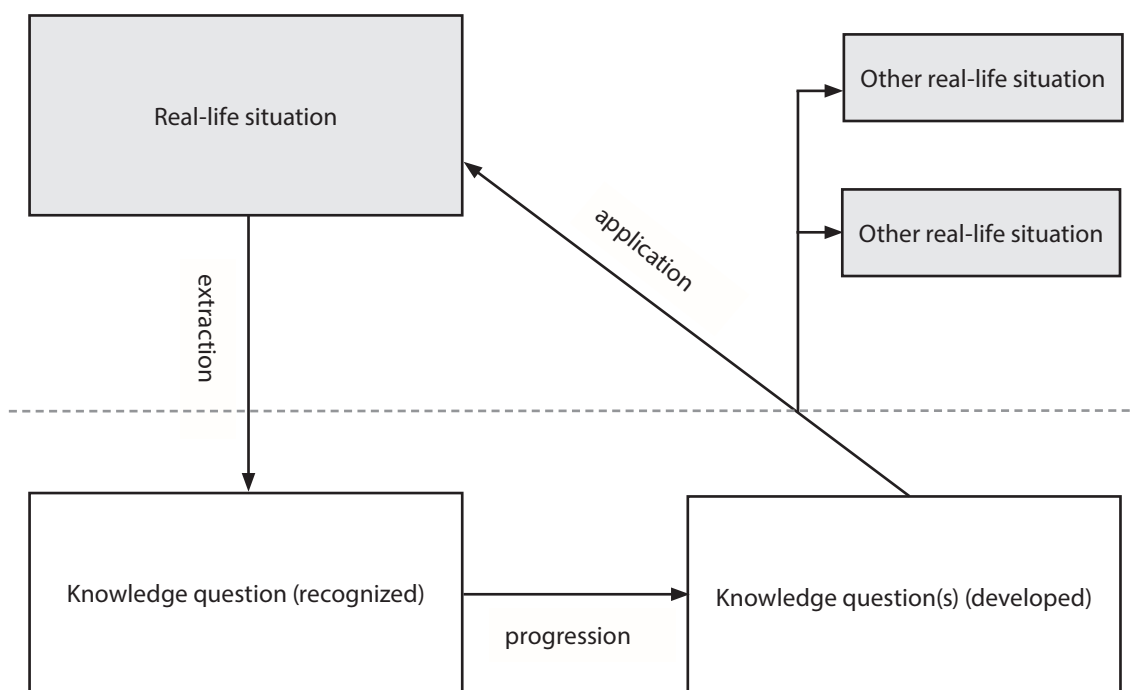 Real-life situation
Other real-life situation
Other real-life situation
application
extraction
Knowledge question (recognized)
progression
Knowledge question(s) (developed)